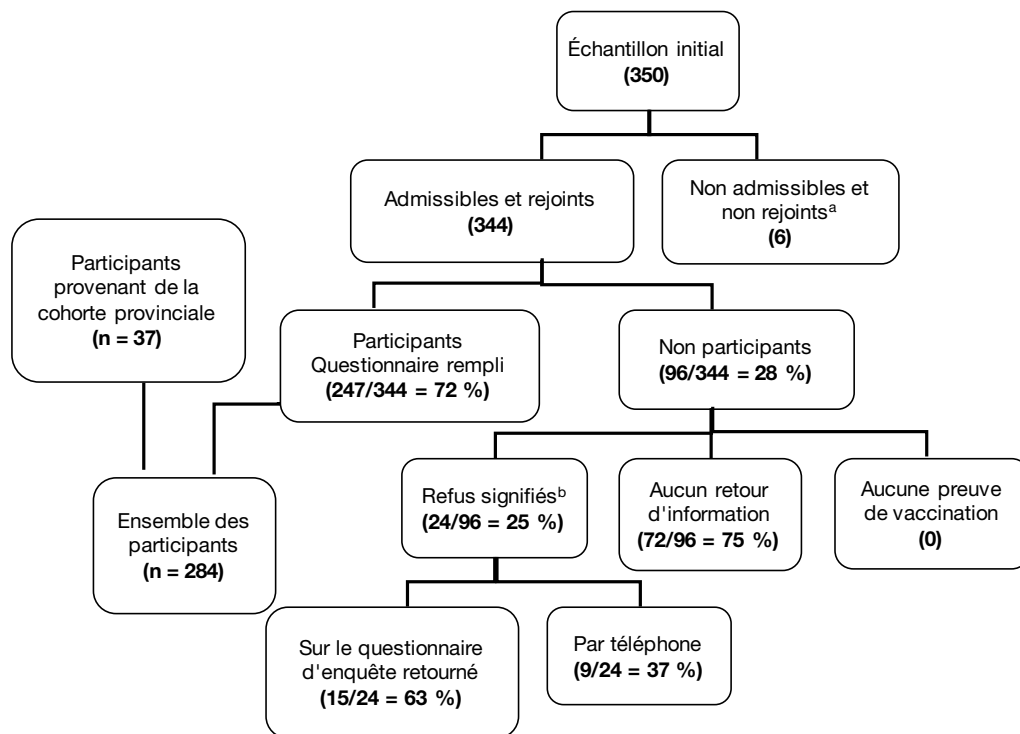 Échantillon initial
(350)
Admissibles et rejoints
(344)
Non admissibles et
non rejointsᵃ
(6)
Participants
provenant de la
cohorte provinciale
(n = 37)
Participants
Questionnaire rempli
(247/344 = 72 %)
Non participants
(96/344 = 28 %)
Ensemble des
participants
(n = 284)
Refus signifiésᵇ
(24/96 = 25 %)
Aucun retour
d'information
(72/96 = 75 %)
Aucune preuve
de vaccination
(0)
Sur le questionnaire
d'enquête retourné
(15/24 = 63 %)
Par téléphone
(9/24 = 37 %)